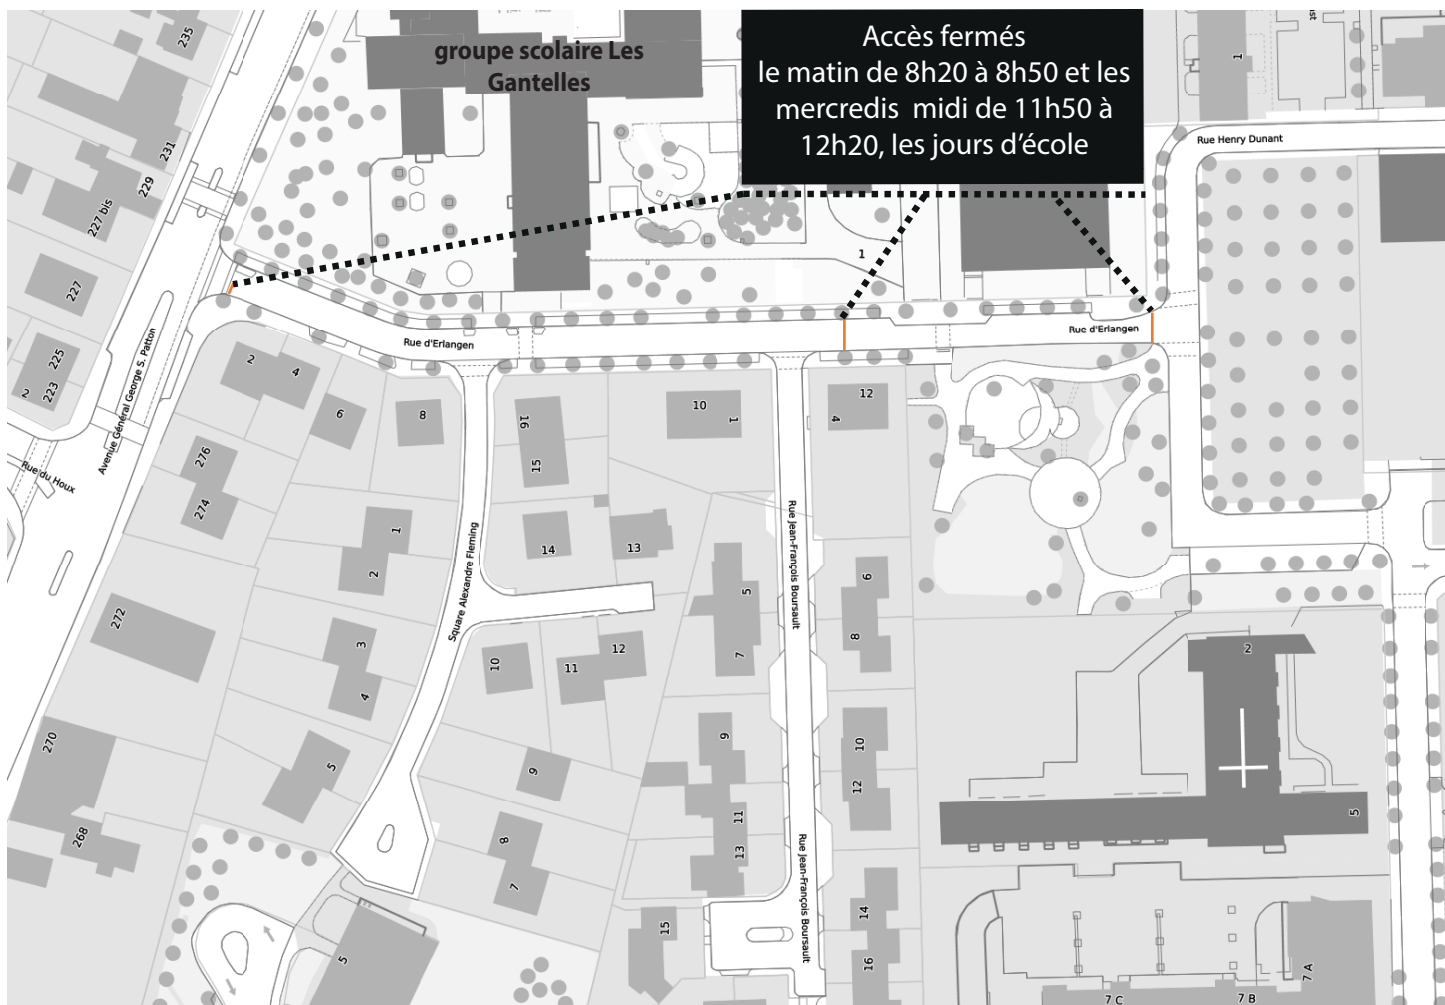 groupe scolaire Les
Gantelles
Accès fermés
le matin de 8h20 à 8h50 et les
mercredis midi de 11h50 à
12h20, les jours d'école
235
231
229
227 bis
227
225
223
2
1
Rue Henry Dunant
1
Rue d'Erlangen
Rue d'Erlangen
Avenue Général George S. Patton
Rue du Houx
2
4
6
8
16
15
10
1
12
4
276
274
1
2
14
13
Square Alexandre Fleming
Rue Jean-François Boursault
5
7
6
8
272
3
4
10
11
12
2
270
5
9
9
10
12
268
8
7
11
13
Rue Jean-François Boursault
5
5
15
14
16
7 A
7 B
7 C